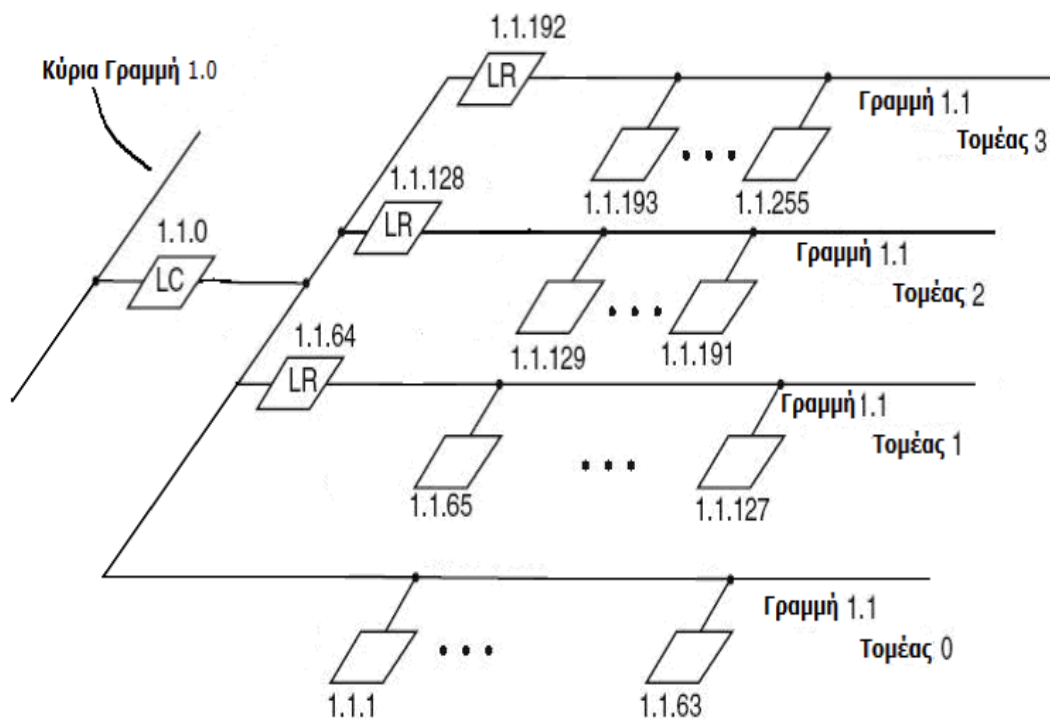 1.1.192
Κύρια Γραμμή 1.0
LR
Γραμμή 1.1
Τομέας 3
1.1.128
1.1.193
1.1.255
1.1.0
LR
Γραμμή 1.1
LC
Τομέας 2
1.1.64
1.1.129
1.1.191
LR
Γραμμή 1.1
Τομέας 1
1.1.65
1.1.127
Γραμμή 1.1
Τομέας 0
1.1.1
1.1.63